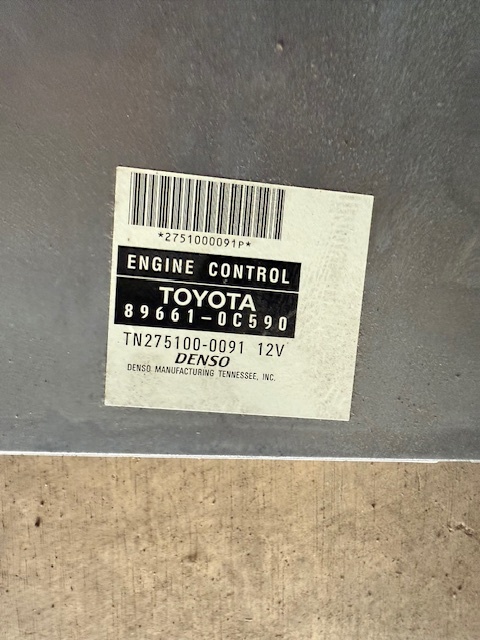 *2751000091P*
ENGINE CONTROL
TOYOTA
89661-0C590
TN275100-0091 12V
DENSO
DENSO MANUFACTURING TENNESSEE, INC.